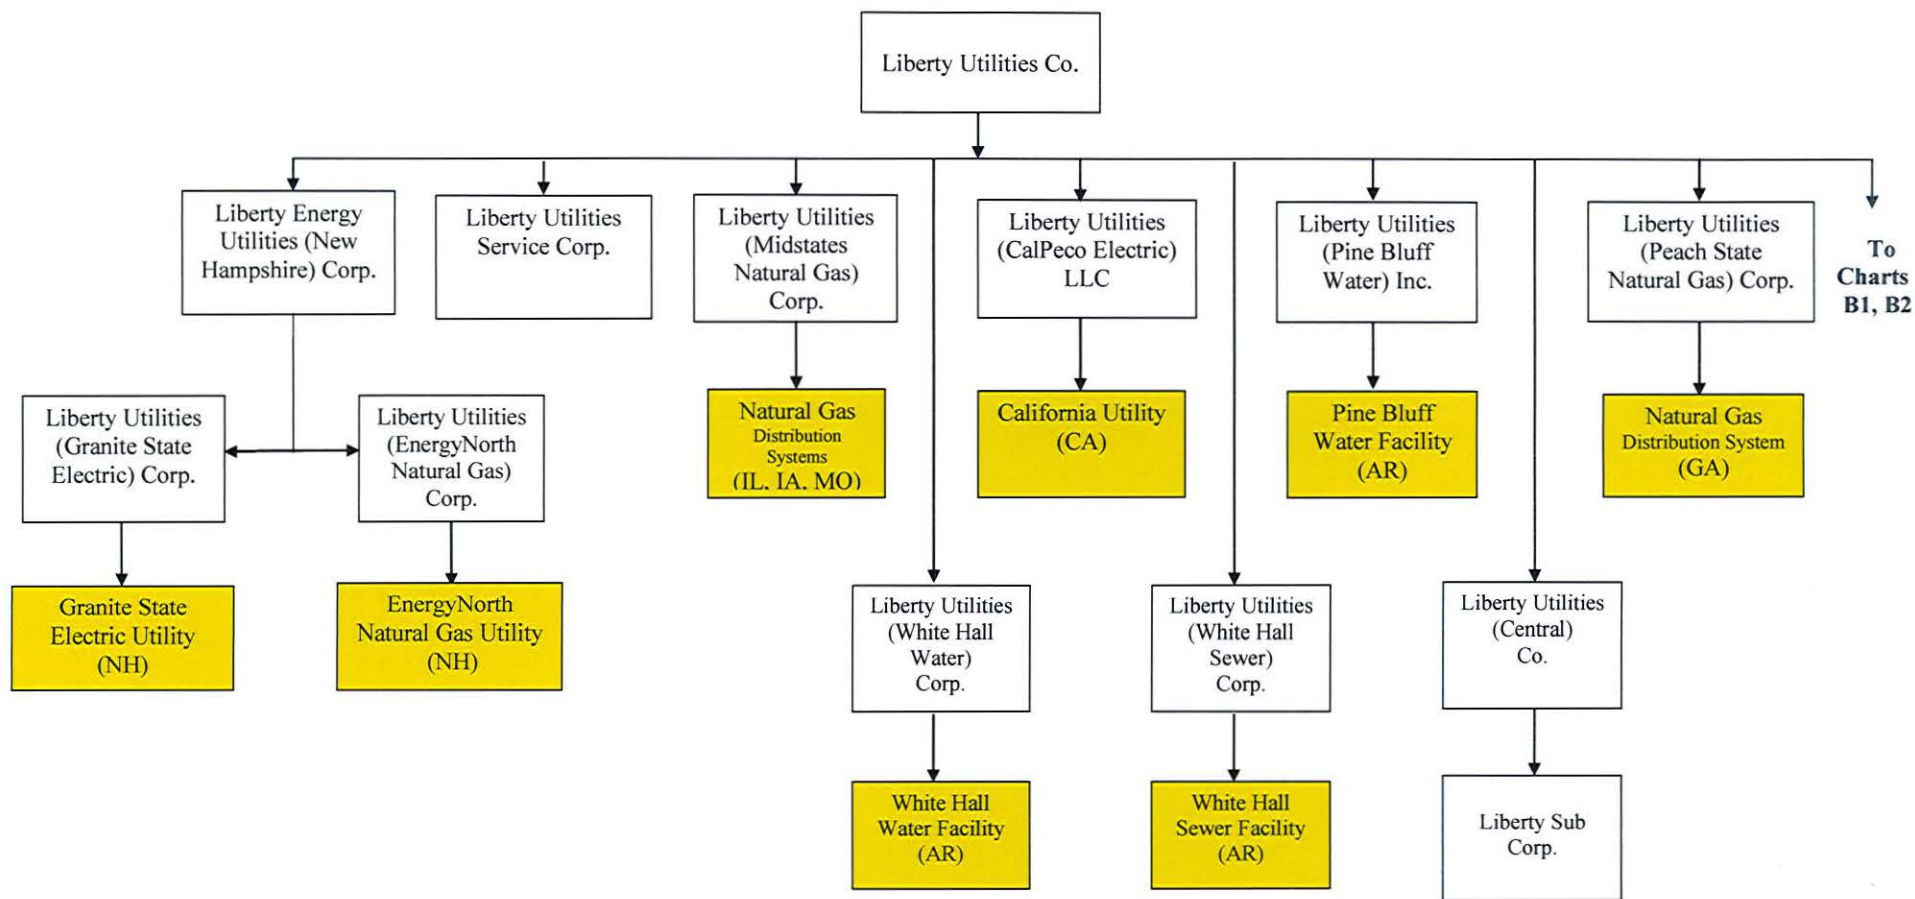 Liberty Utilities Co.
Liberty Energy
Utilities (New
Hampshire) Corp.
Liberty Utilities
Service Corp.
Liberty Utilities
(Midstates
Natural Gas)
Corp.
Liberty Utilities
(CalPeco Electric)
LLC
Liberty Utilities
(Pine Bluff
Water) Inc.
Liberty Utilities
(Peach State
Natural Gas) Corp.
To
Charts
B1, B2
Liberty Utilities
(Granite State
Electric) Corp.
Liberty Utilities
(EnergyNorth
Natural Gas)
Corp.
Natural Gas
Distribution
Systems
(IL, IA, MO)
California Utility
(CA)
Pine Bluff
Water Facility
(AR)
Natural Gas
Distribution System
(GA)
Granite State
Electric Utility
(NH)
EnergyNorth
Natural Gas Utility
(NH)
Liberty Utilities
(White Hall
Water)
Corp.
Liberty Utilities
(White Hall
Sewer)
Corp.
Liberty Utilities
(Central)
Co.
White Hall
Water Facility
(AR)
White Hall
Sewer Facility
(AR)
Liberty Sub
Corp.